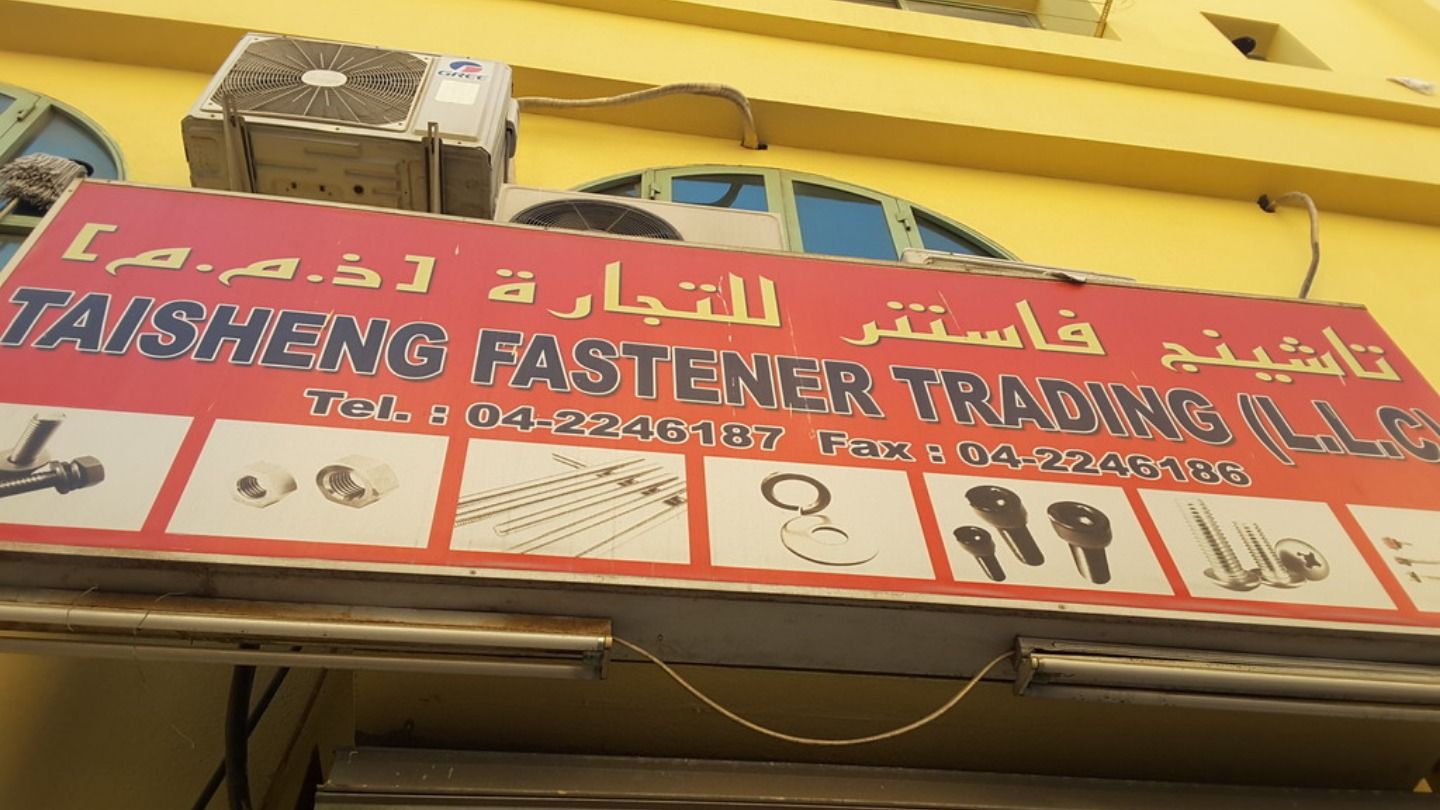 GREE
تاشينج فاستنر للتجارة [ذ.م.م]
TAISHENG FASTENER TRADING (L.L.C)
Tel. : 04-2246187 Fax : 04-2246186